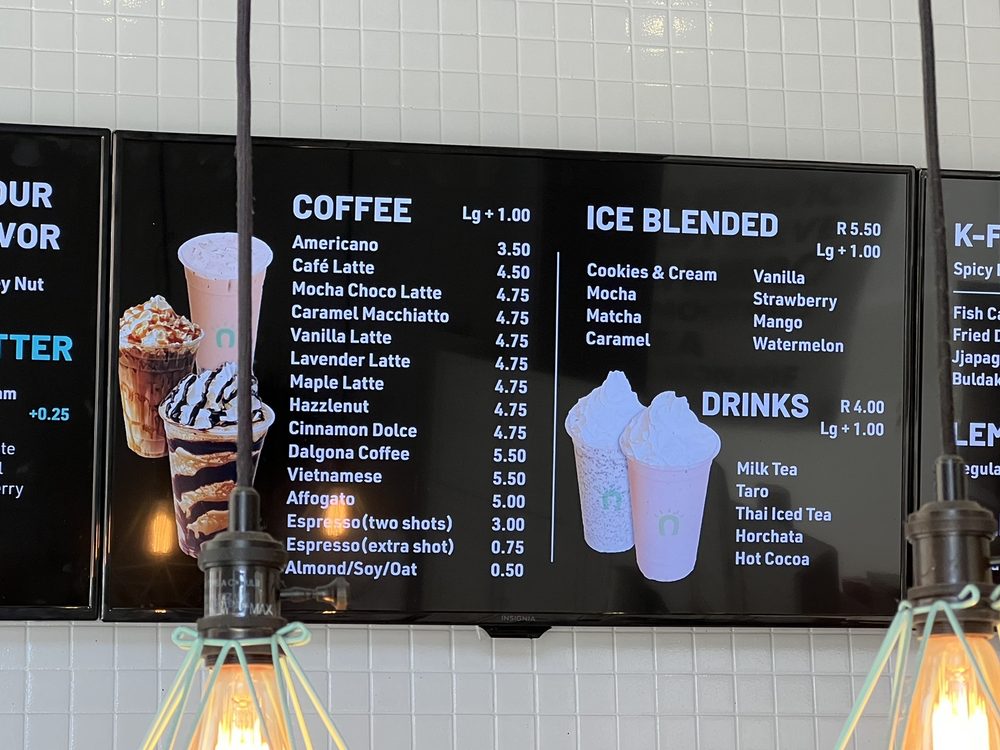 OUR
VOR
y Nut
TTER
am
+0.25
COFFEE Lg + 1.00
Americano 3.50
Café Latte 4.50
Mocha Choco Latte 4.75
Caramel Macchiatto 4.75
Vanilla Latte 4.75
Lavender Latte 4.75
Maple Latte 4.75
Hazzlenut 4.75
Cinnamon Dolce 4.75
Dalgona Coffee 5.50
Vietnamese 5.50
Affogato 5.00
Espresso(two shots) 3.00
Espresso(extra shot) 0.75
Almond/Soy/Oat 0.50
ICE BLENDED R 5.50
Lg + 1.00
Cookies & Cream
Mocha
Matcha
Caramel
Vanilla
Strawberry
Mango
Watermelon
DRINKS R 4.00
Lg + 1.00
Milk Tea
Taro
Thai Iced Tea
Horchata
Hot Cocoa
K-F
Spicy
Fish Ca
Fried D
Jjapag
Buldak
LEM
egula
INSIGNIA
MAX